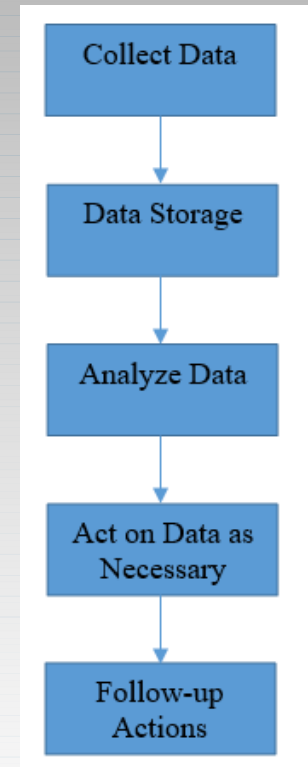 Collect Data
Data Storage
Analyze Data
Act on Data as
Necessary
Follow-up
Actions